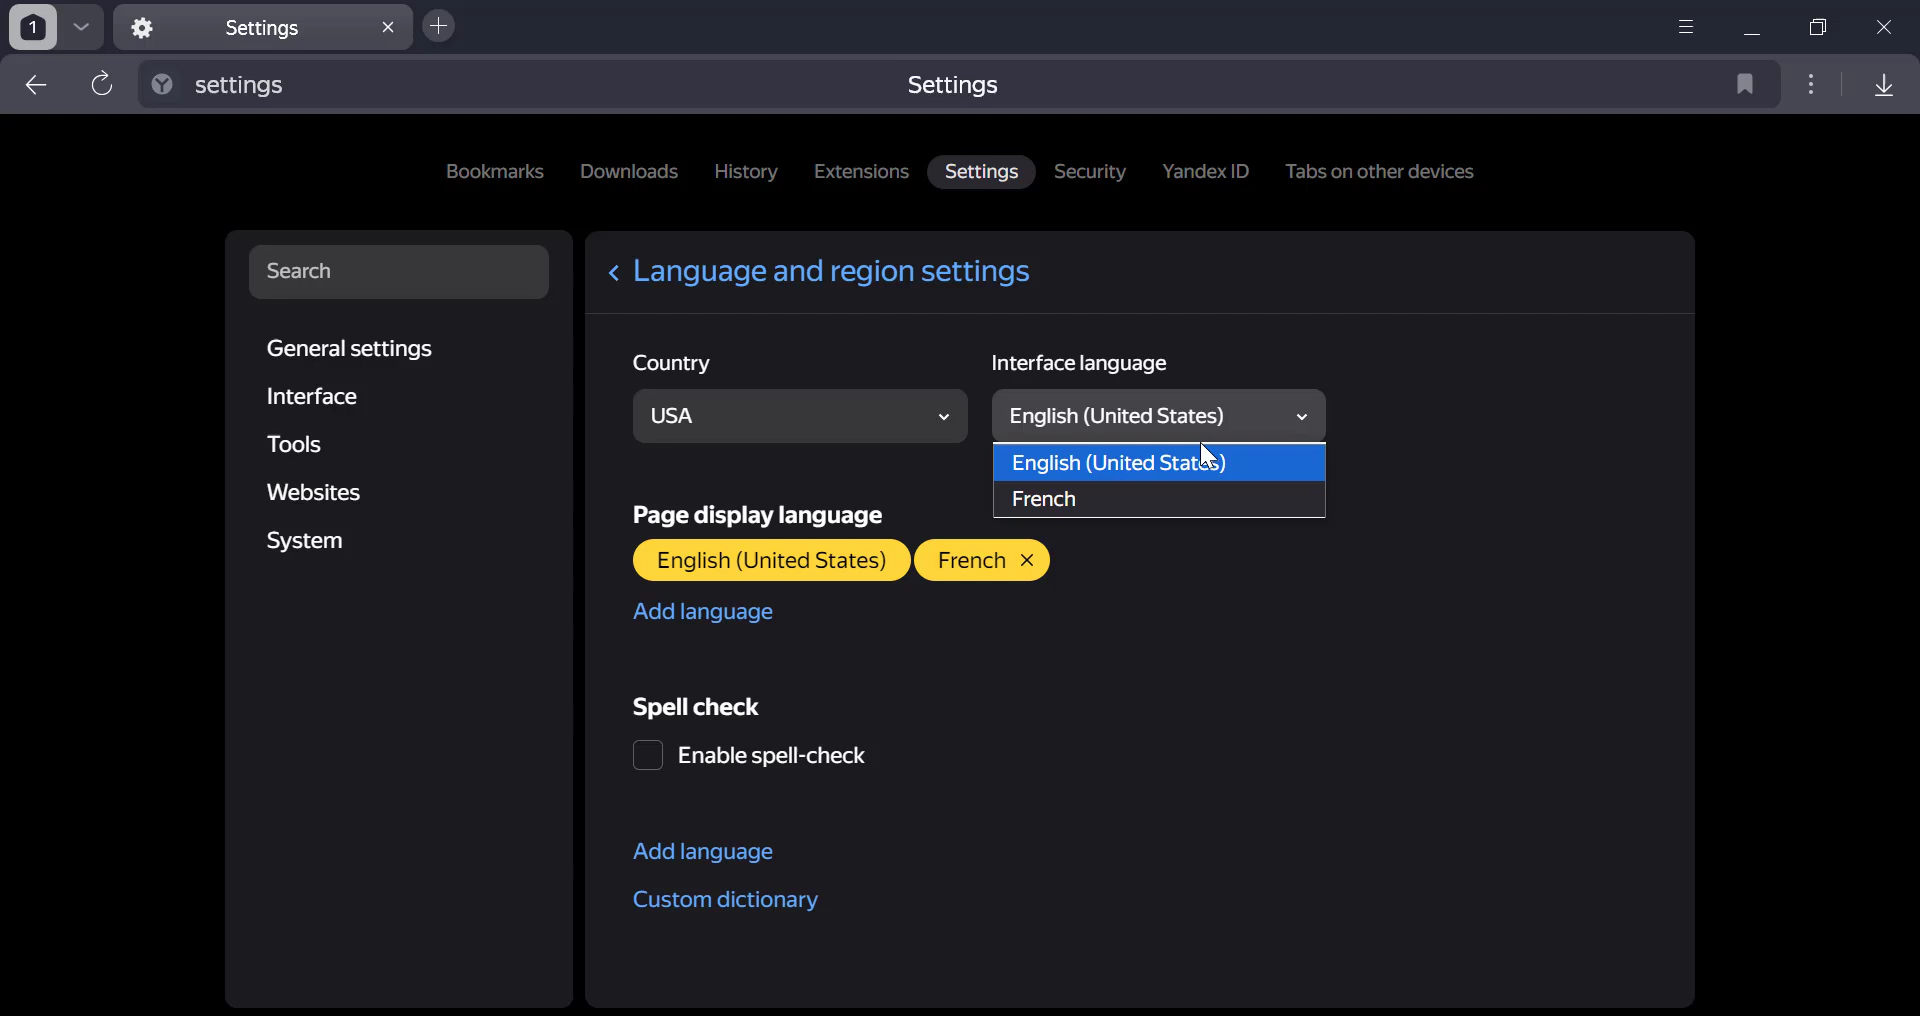 1
Settings
settings
Settings
Bookmarks Downloads History Extensions Settings Security Yandex ID Tabs on other devices
Search
General settings
Interface
Tools
Websites
System
Language and region settings
Country
USA
Interface language
English (United States)
English (United States)
French
Page display language
English (United States) French
Add language
Spell check
Enable spell-check
Add language
Custom dictionary